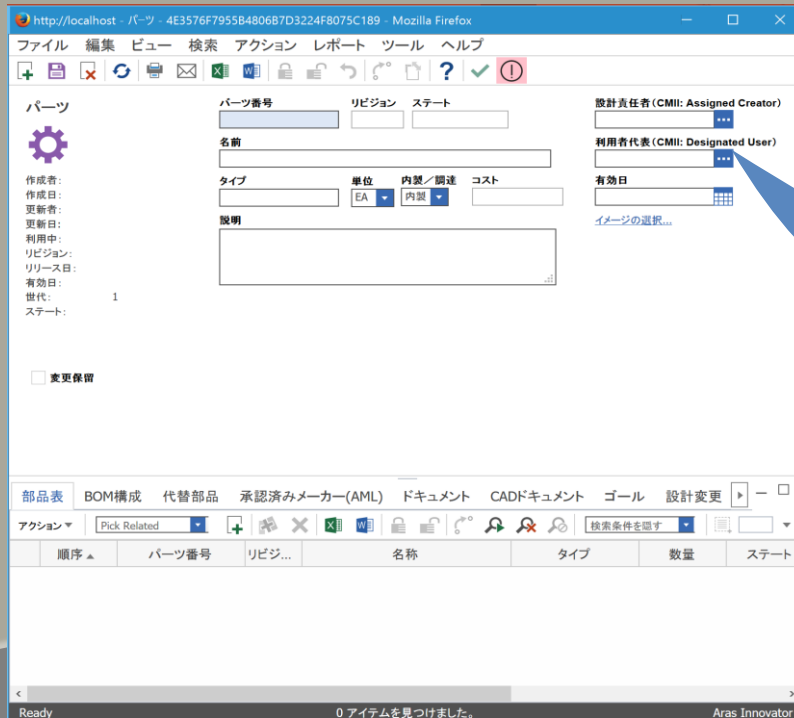 http://localhost - パーツ - 4E3576F7955B4806B7D3224F8075C189 - Mozilla Firefox
ファイル 編集 ビュー 検索 アクション レポート ツール ヘルプ
パーツ
パーツ番号 リビジョン ステート 設計責任者(CMII: Assigned Creator)
名前 利用者代表(CMII: Designated User)
作成者:
作成日:
更新者:
更新日:
利用中:
リビジョン:
リリース日:
有効日:
世代: 1
ステート:
タイプ 単位 内製／調達 コスト 有効日
EA 内製
説明 イメージの選択...
変更保留
部品表 BOM構成 代替部品 承認済みメーカー(AML) ドキュメント CADドキュメント ゴール 設計変更
アクション Pick Related 検索条件を隠す
順序 パーツ番号 リビジ... 名称 タイプ 数量 ステート
Ready 0 アイテムを見つけました。 Aras Innovator